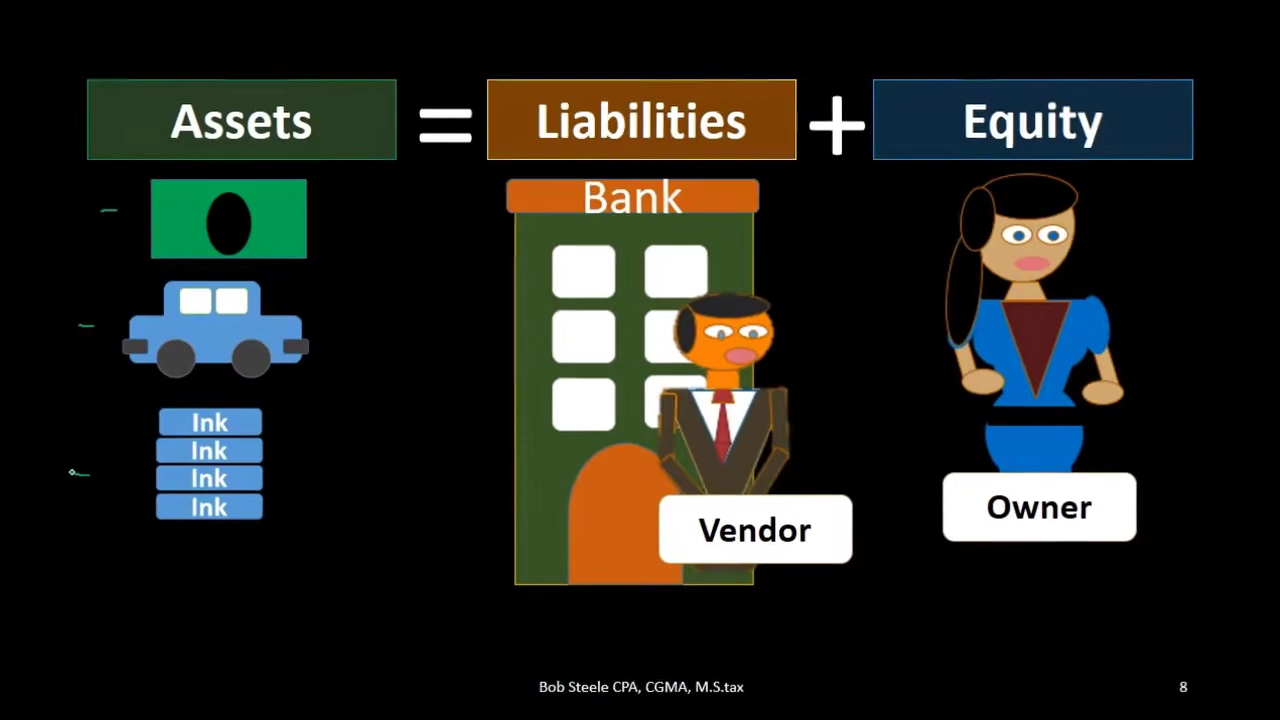 Assets = Liabilities + Equity
Bank
Ink
Ink
Ink
Ink
Vendor
Owner
Bob Steele CPA, CGMA, M.S.tax
8